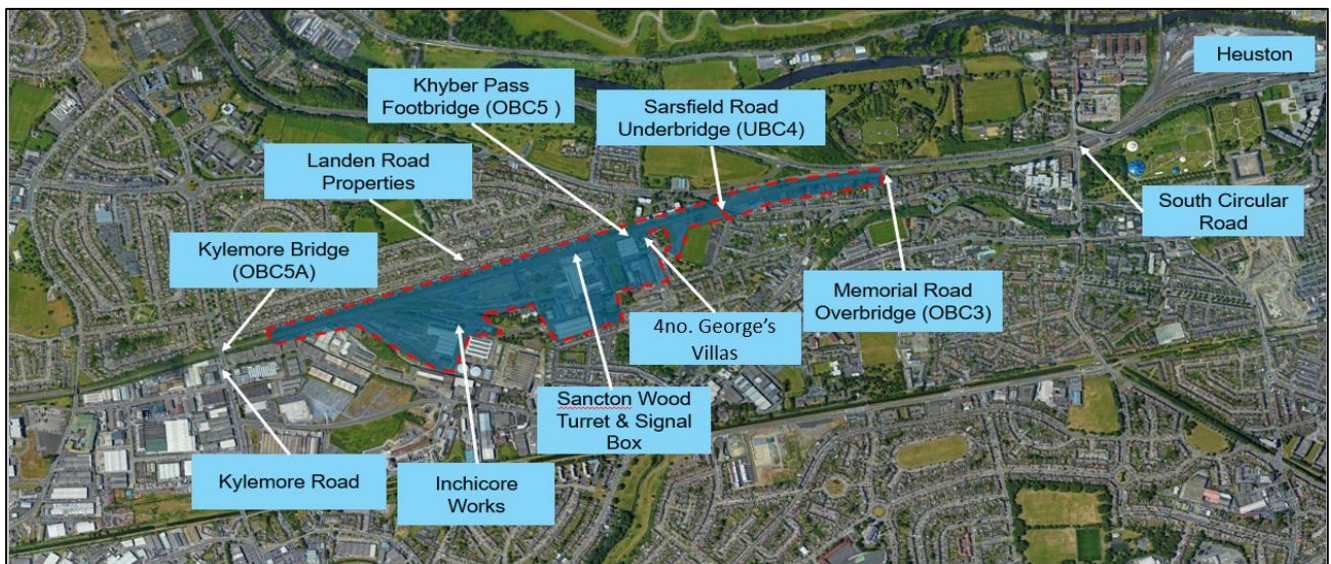 Heuston
Khyber Pass
Footbridge (OBC5 )
Sarsfield Road
Underbridge (UBC4)
Landen Road
Properties
South Circular
Road
Kylemore Bridge
(OBC5A)
Memorial Road
Overbridge (OBC3)
4no. George's
Villas
Sancton Wood
Turret & Signal
Box
Kylemore Road
Inchicore
Works